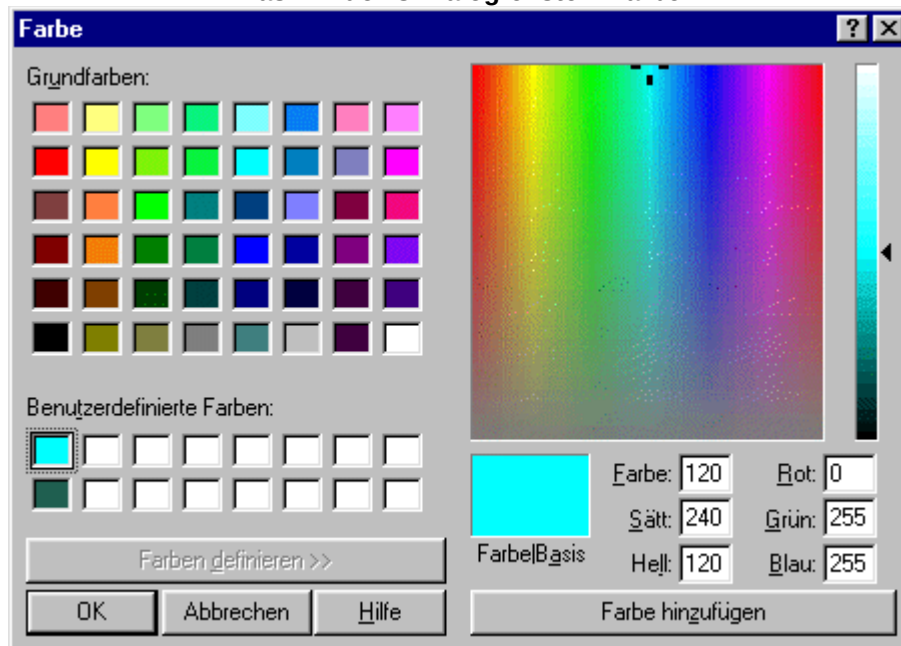 Farbe
Grundfarben:
Benutzerdefinierte Farben:
Farbe: 120 Rot: 0
Sätt: 240 Grün: 255
Farbe|Basis Hell: 120 Blau: 255
Farben definieren >>
OK Abbrechen Hilfe Farbe hinzufügen